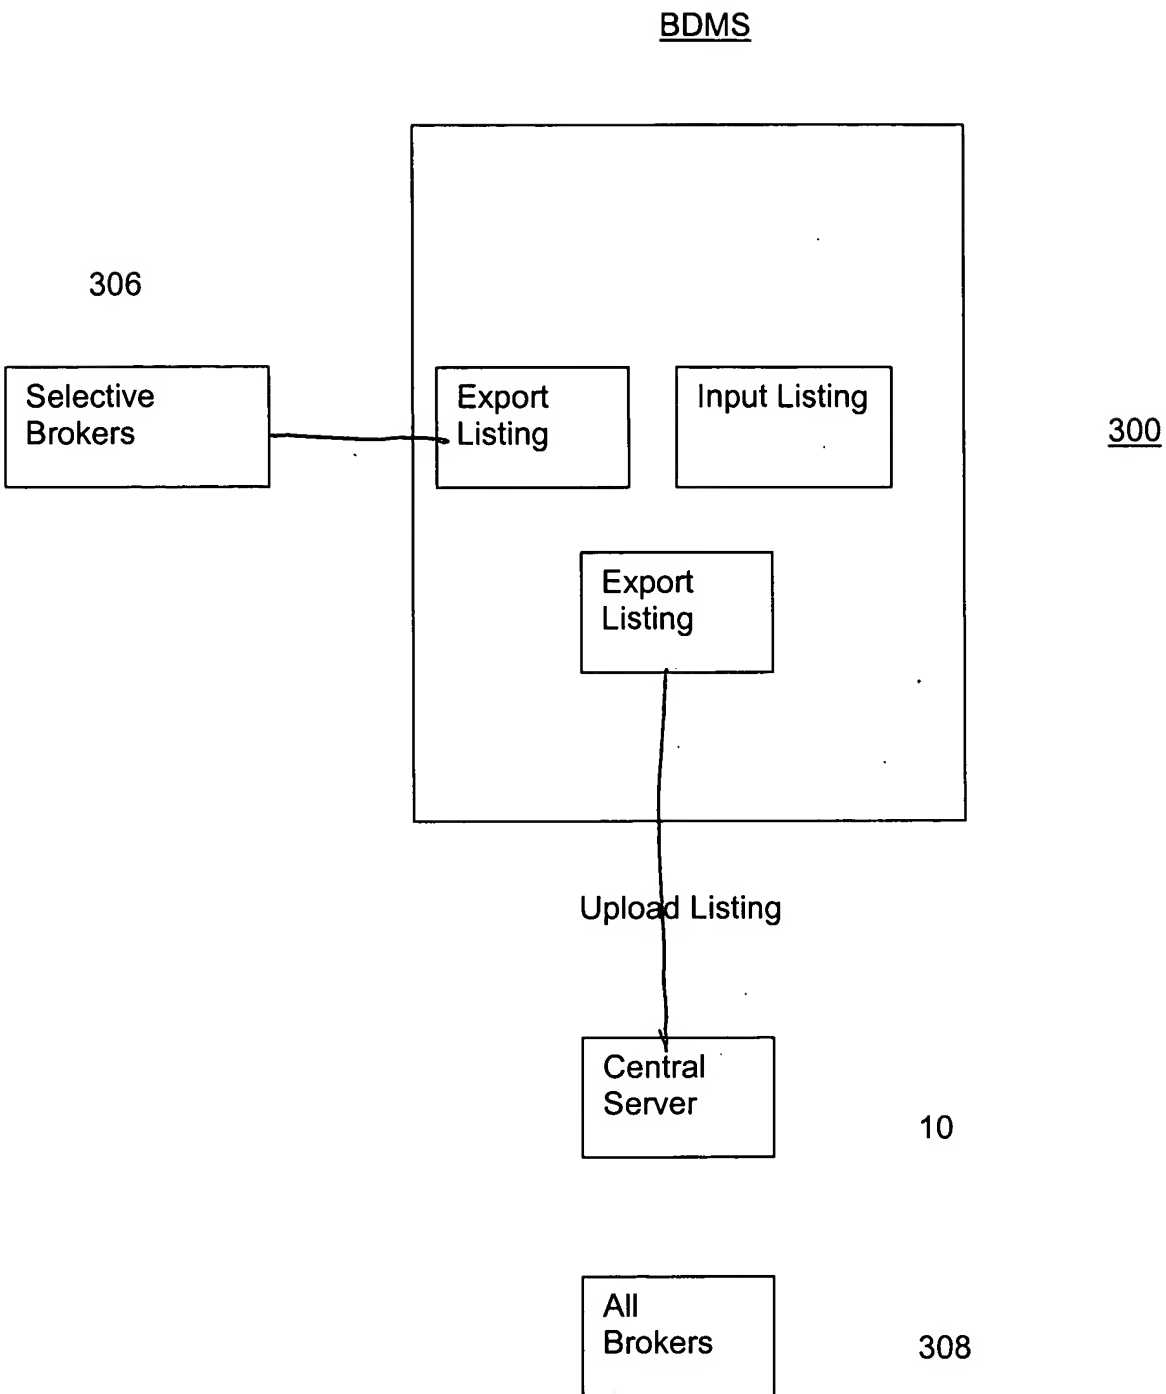 BDMS
306
Selective
Brokers
Export
Listing
Input Listing
300
Export
Listing
Upload Listing
Central
Server
10
All
Brokers
308